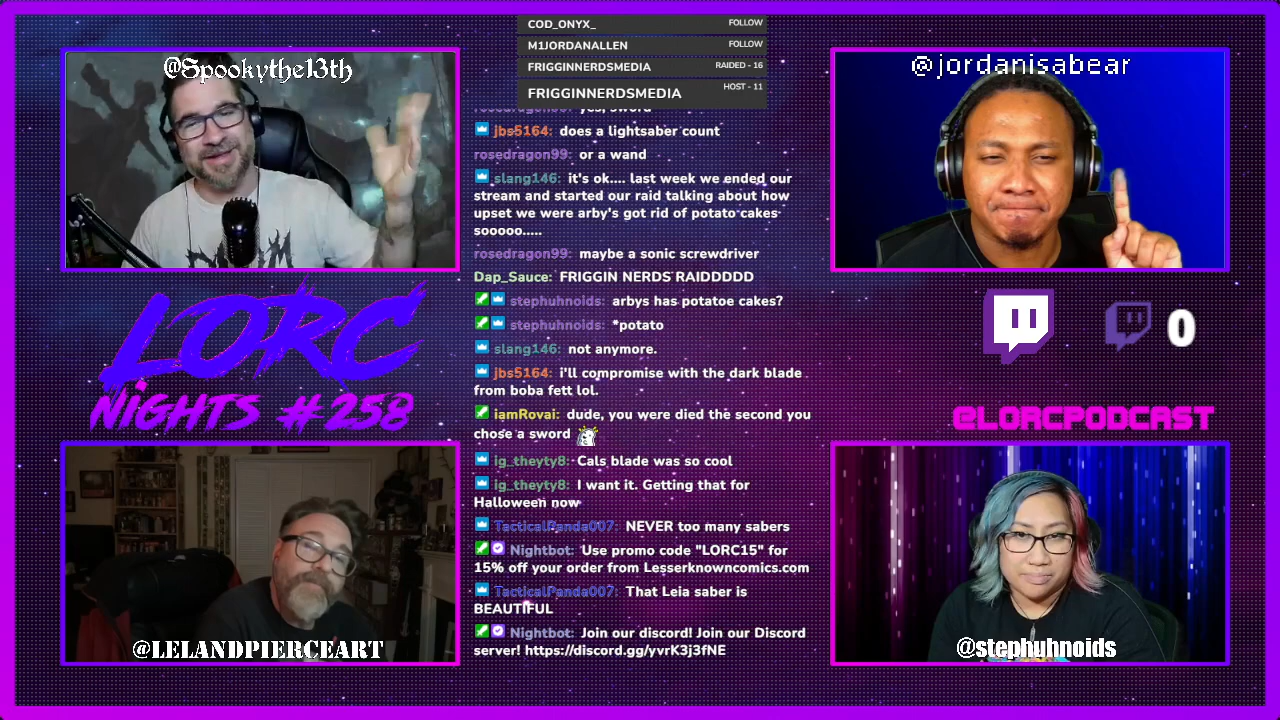 COD_ONYX_ FOLLOW
M1JORDANALLEN FOLLOW
FRIGGINNERDSMEDIA RAIDED - 16
FRIGGINNERDSMEDIA HOST - 11
@Spookythe13th
@jordanisabear
yes, sword
jbs5164: does a lightsaber count
rosedragon99: or a wand
slang146: it's ok.... last week we ended our
stream and started our raid talking about how
upset we were arby's got rid of potato cakes
sooooo.....
rosedragon99: maybe a sonic screwdriver
Dap_Sauce: FRIGGIN NERDS RAIDDDDD
stephuhnoids: arbys has potatoe cakes?
stephuhnoids: *potato
slang146: not anymore.
jbs5164: i'll compromise with the dark blade
from boba fett lol.
iamRovai: dude, you were died the second you
chose a sword
ig_theyty8: Cals blade was so cool
ig_theyty8: I want it. Getting that for
Halloween now
TacticalPanda007: NEVER too many sabers
Nightbot: Use promo code "LORC15" for
15% off your order from Lesserknowncomics.com
TacticalPanda007: That Leia saber is
BEAUTIFUL
Nightbot: Join our discord! Join our Discord
server! https://discord.gg/yvrK3j3fNE
LORC
NIGHTS #258
0
@LORCPODCAST
@LELANDPIERCEART
@stephuhnoids